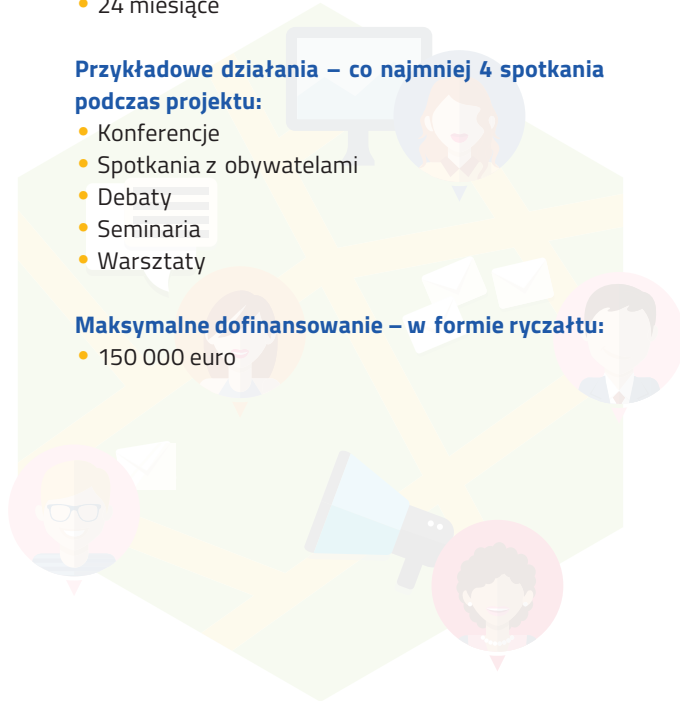 • 24 miesiące
Przykładowe działania – co najmniej 4 spotkania
podczas projektu:
• Konferencje
• Spotkania z obywatelami
• Debaty
• Seminaria
• Warsztaty
Maksymalne dofinansowanie – w formie ryczałtu:
• 150 000 euro